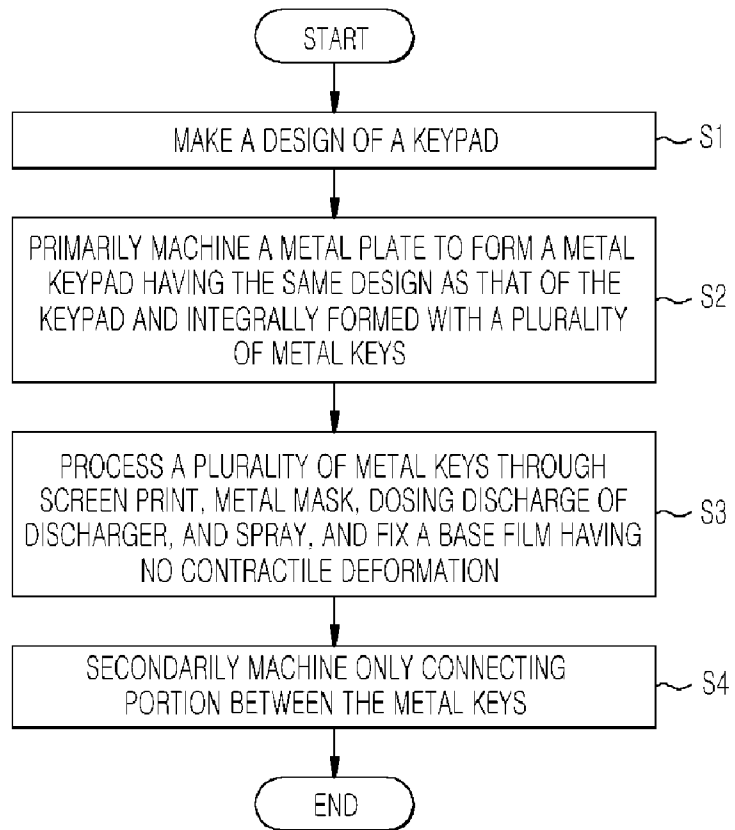 START
MAKE A DESIGN OF A KEYPAD
S1
PRIMARILY MACHINE A METAL PLATE TO FORM A METAL
KEYPAD HAVING THE SAME DESIGN AS THAT OF THE
KEYPAD AND INTEGRALLY FORMED WITH A PLURALITY
OF METAL KEYS
S2
PROCESS A PLURALITY OF METAL KEYS THROUGH
SCREEN PRINT, METAL MASK, DOSING DISCHARGE OF
DISCHARGER, AND SPRAY, AND FIX A BASE FILM HAVING
NO CONTRACTILE DEFORMATION
S3
SECONDARILY MACHINE ONLY CONNECTING
PORTION BETWEEN THE METAL KEYS
S4
END